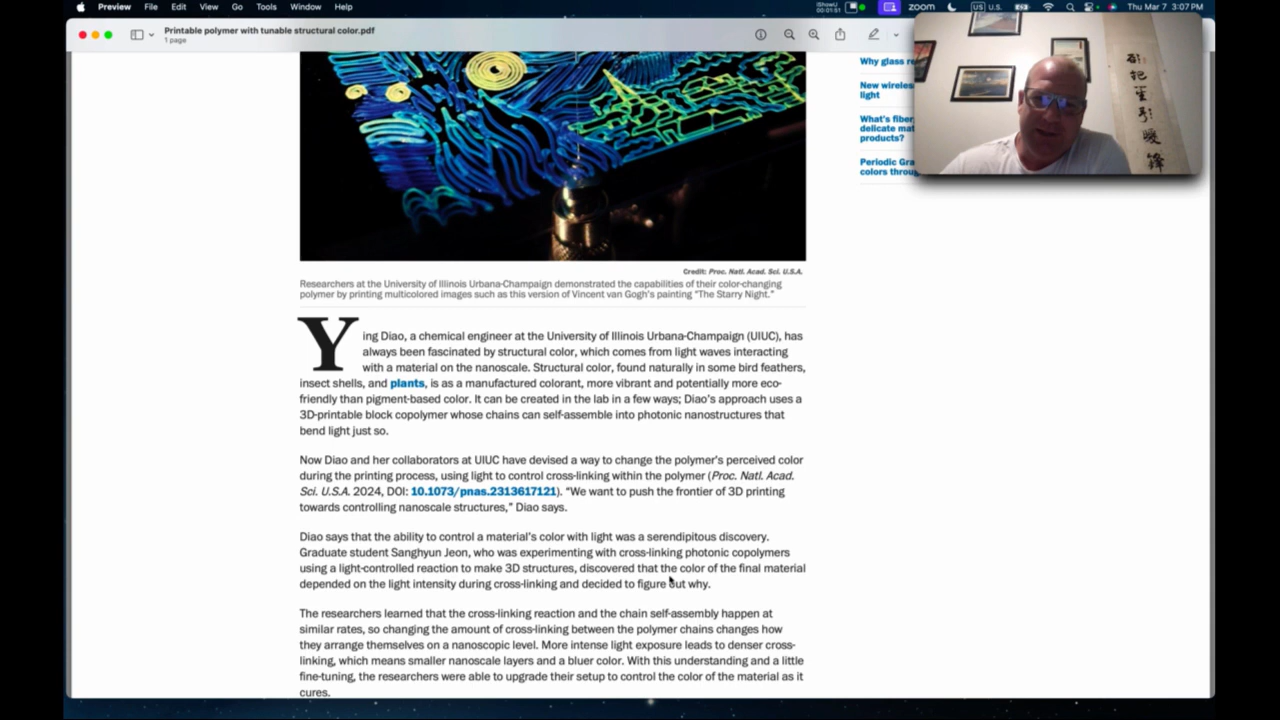 Preview File Edit View Go Tools Window Help
iShowU
00:01:51
zoom
US U.S.
Thu Mar 7 3:07PM
Printable polymer with tunable structural color.pdf
1 page
Why glass re
New wireles
light
What's fiber
delicate mat
products?
Periodic Gra
colors throu
Credit: Proc. Natl. Acad. Sci. U.S.A.
Researchers at the University of Illinois Urbana-Champaign demonstrated the capabilities of their color-changing
polymer by printing multicolored images such as this version of Vincent van Gogh's painting "The Starry Night."
Ying Diao, a chemical engineer at the University of Illinois Urbana-Champaign (UIUC), has
always been fascinated by structural color, which comes from light waves interacting
with a material on the nanoscale. Structural color, found naturally in some bird feathers,
insect shells, and plants, is as a manufactured colorant, more vibrant and potentially more eco-
friendly than pigment-based color. It can be created in the lab in a few ways; Diao's approach uses a
3D-printable block copolymer whose chains can self-assemble into photonic nanostructures that
bend light just so.
Now Diao and her collaborators at UIUC have devised a way to change the polymer's perceived color
during the printing process, using light to control cross-linking within the polymer (Proc. Natl. Acad.
Sci. U.S.A. 2024, DOI: 10.1073/pnas.2313617121). "We want to push the frontier of 3D printing
towards controlling nanoscale structures," Diao says.
Diao says that the ability to control a material's color with light was a serendipitous discovery.
Graduate student Sanghyun Jeon, who was experimenting with cross-linking photonic copolymers
using a light-controlled reaction to make 3D structures, discovered that the color of the final material
depended on the light intensity during cross-linking and decided to figure out why.
The researchers learned that the cross-linking reaction and the chain self-assembly happen at
similar rates, so changing the amount of cross-linking between the polymer chains changes how
they arrange themselves on a nanoscopic level. More intense light exposure leads to denser cross-
linking, which means smaller nanoscale layers and a bluer color. With this understanding and a little
fine-tuning, the researchers were able to upgrade their setup to control the color of the material as it
cures.